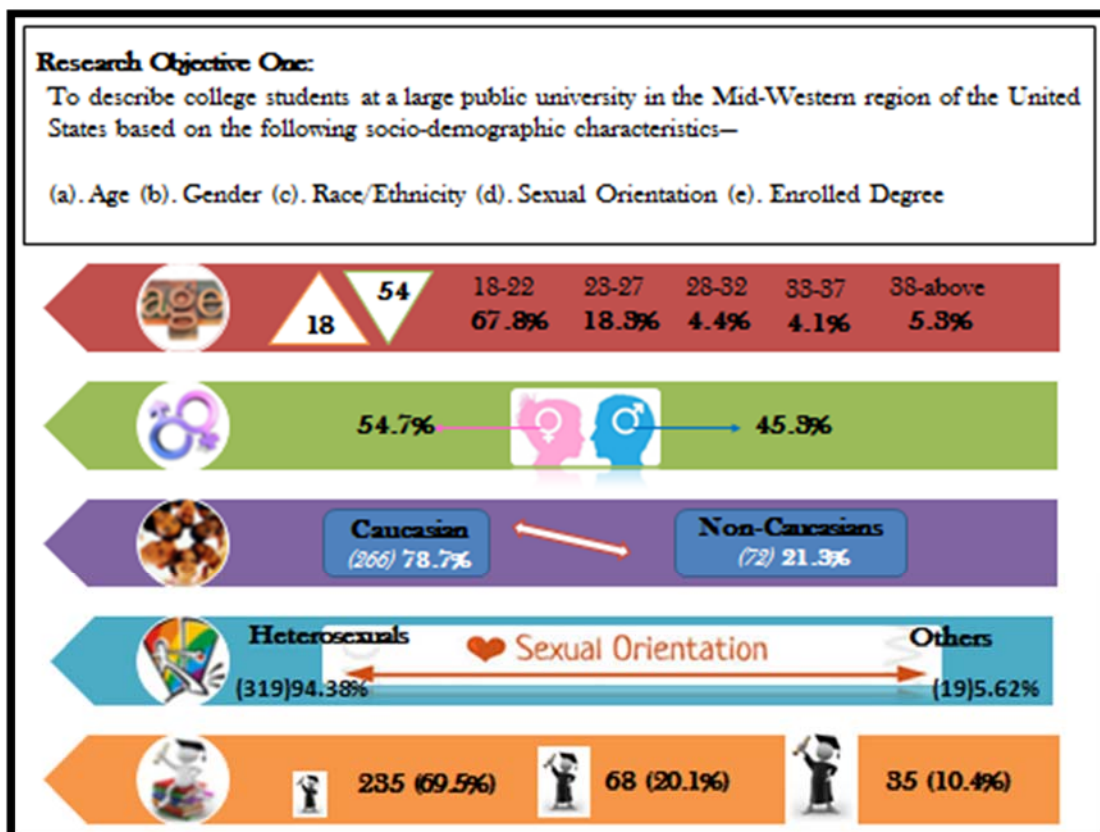 Research Objective One:
To describe college students at a large public university in the Mid-Western region of the United
States based on the following socio-demographic characteristics—
(a). Age (b). Gender (c). Race/Ethnicity (d). Sexual Orientation (e). Enrolled Degree
age
18
54
18-22 23-27 28-32 33-37 38-above
67.8% 18.3% 4.4% 4.1% 5.3%
54.7% 45.3%
Caucasian
(266) 78.7%
Non-Caucasians
(72) 21.3%
Heterosexuals
Sexual Orientation
Others
(319)94.38%
(19)5.62%
235 (69.5%) 68 (20.1%) 35 (10.4%)